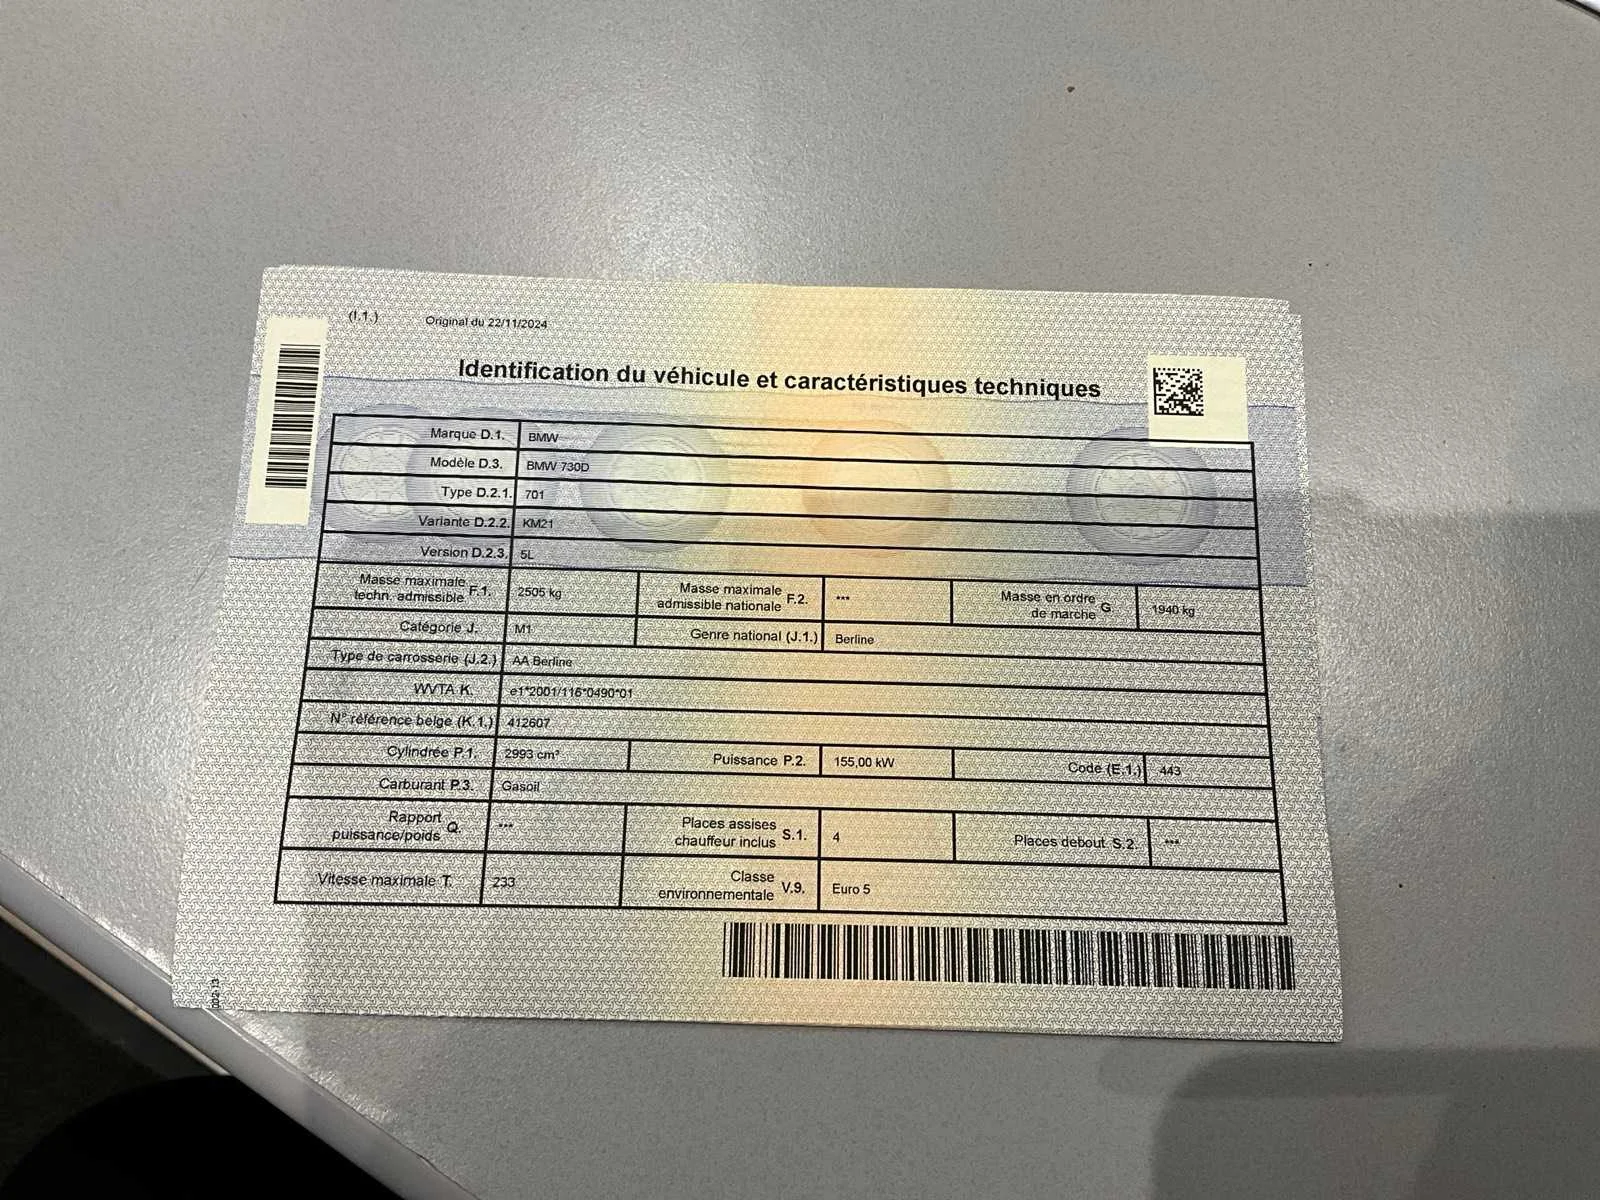 (I.1.) Original du 22/11/2024
Identification du véhicule et caractéristiques techniques
Marque D.1. BMW
Modèle D.3. BMW 730D
Type D.2.1. 701
Variante D.2.2. KM21
Version D.2.3. 5L
Masse maximale techn. admissible F.1. 2505 kg Masse maximale admissible nationale F.2. *** Masse en ordre de marche G 1940 kg
Catégorie J. M1 Genre national (J.1.) Berline
Type de carrosserie (J.2.) AA Berline
WVTA K. e1*2001/116*0490*01
N° référence belge (K.1.) 412607
Cylindrée P.1. 2993 cm³ Puissance P.2. 155,00 kW Code (E.1.) 443
Carburant P.3. Gasoil
Rapport puissance/poids Q. *** Places assises chauffeur inclus S.1. 4 Places debout S.2. ***
Vitesse maximale T. 233 Classe environnementale V.9. Euro 5